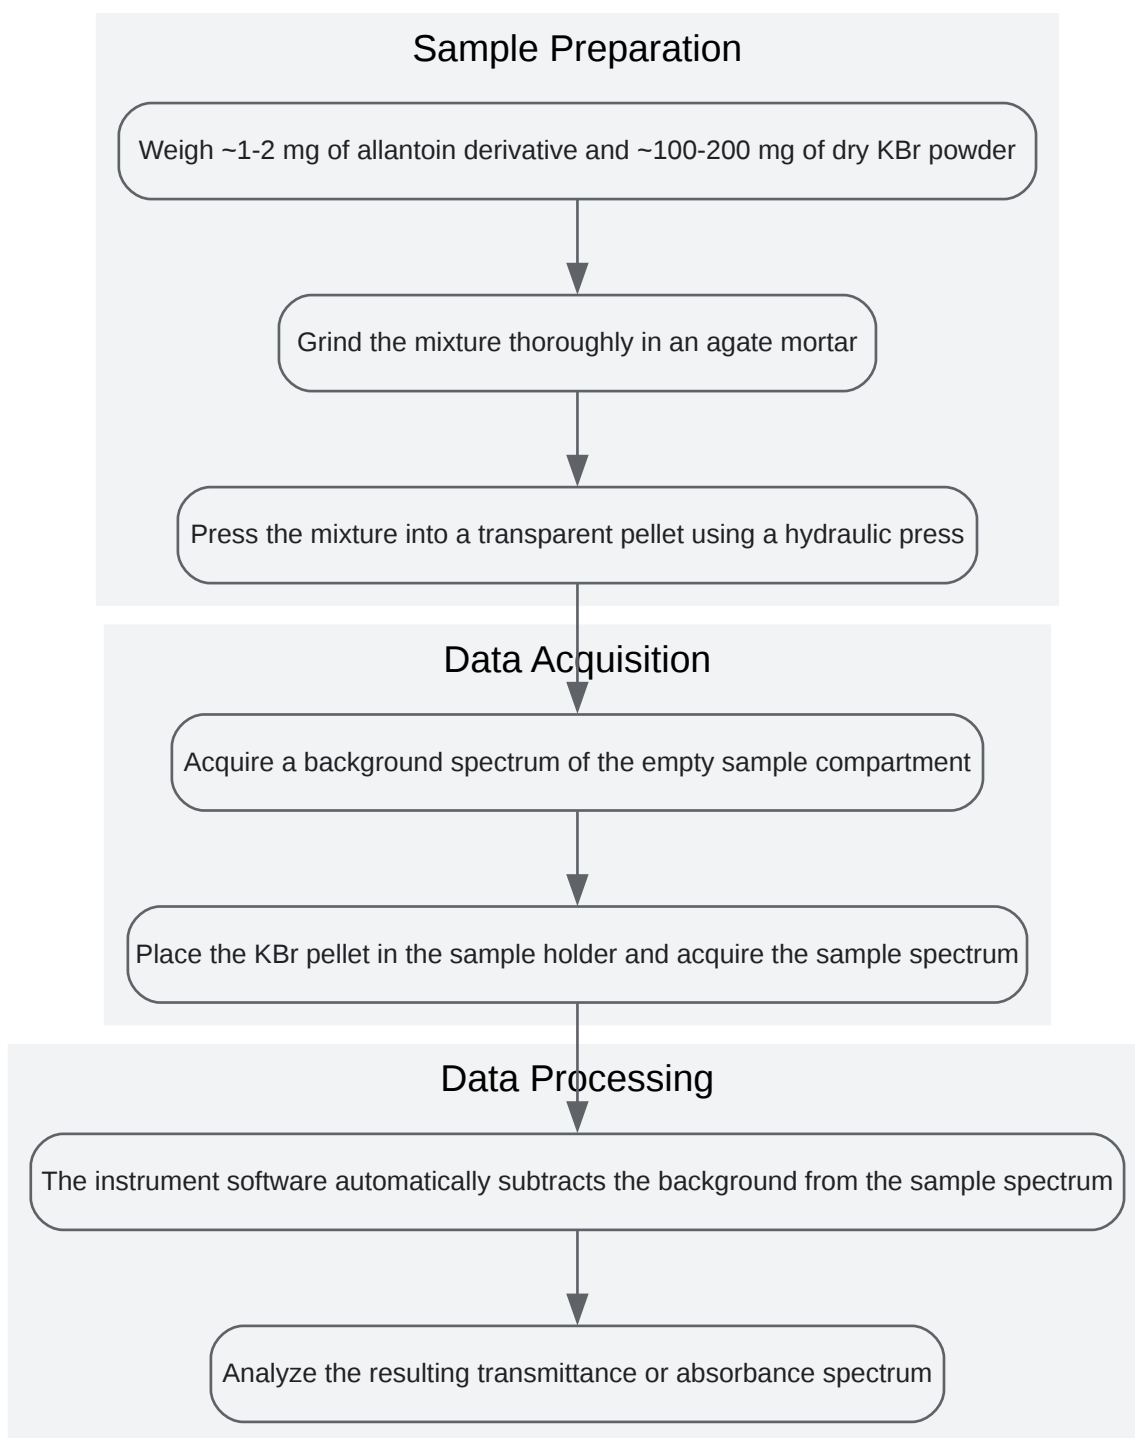 Sample Preparation
Weigh ~1-2 mg of allantoin derivative and ~100-200 mg of dry KBr powder
Grind the mixture thoroughly in an agate mortar
Press the mixture into a transparent pellet using a hydraulic press
Data Acquisition
Acquire a background spectrum of the empty sample compartment
Place the KBr pellet in the sample holder and acquire the sample spectrum
Data Processing
The instrument software automatically subtracts the background from the sample spectrum
Analyze the resulting transmittance or absorbance spectrum